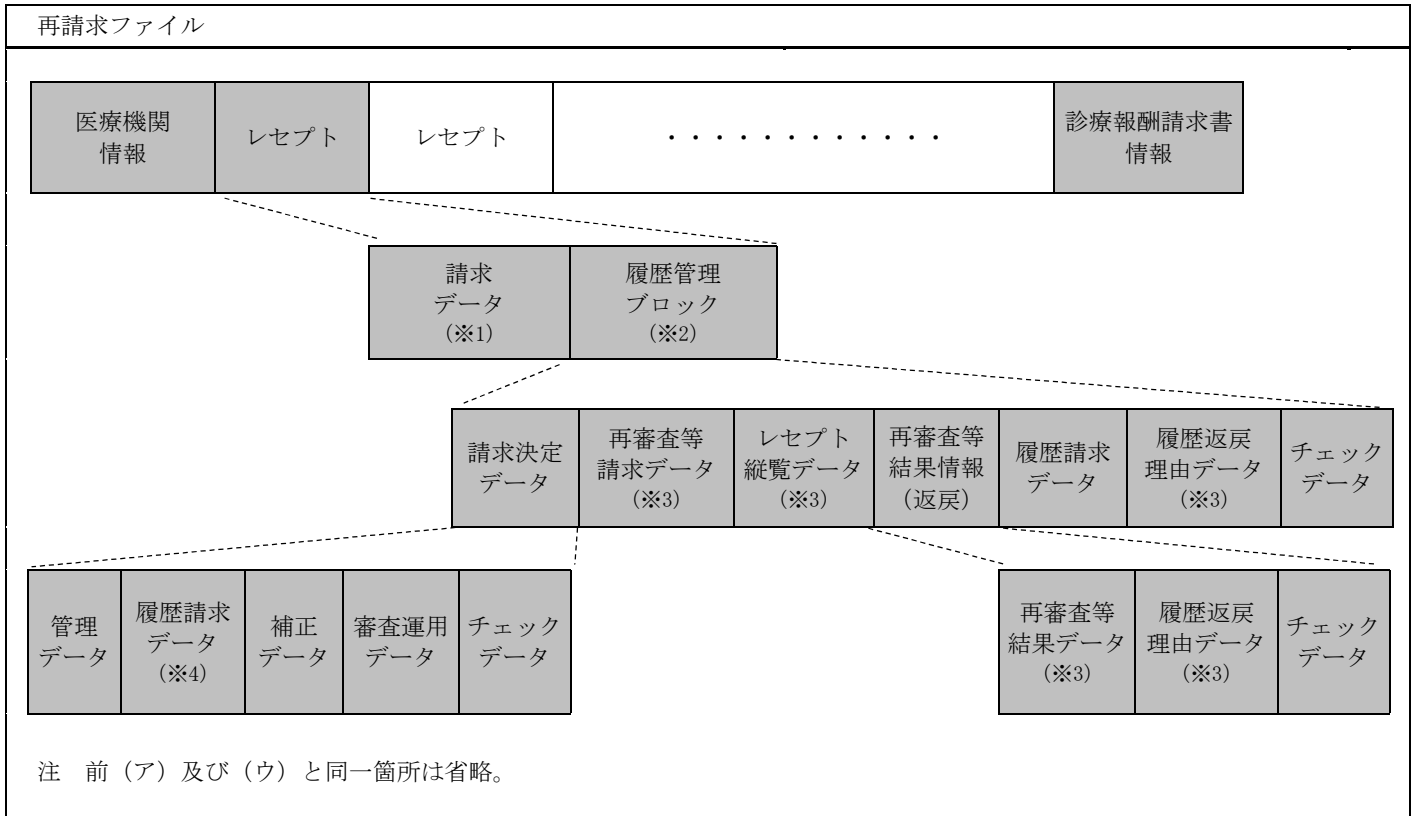 再請求ファイル
医療機関
情報
レセプト
レセプト
・・・・・・・・・・・・
診療報酬請求書
情報
請求
データ
(※1)
履歴管理
ブロック
(※2)
請求決定
データ
再審査等
請求データ
(※3)
レセプト
縦覧データ
(※3)
再審査等
結果情報
(返戻)
履歴請求
データ
履歴返戻
理由データ
(※3)
チェック
データ
管理
データ
履歴請求
データ
(※4)
補正
データ
審査運用
データ
チェック
データ
再審査等
結果データ
(※3)
履歴返戻
理由データ
(※3)
チェック
データ
注　前（ア）及び（ウ）と同一箇所は省略。